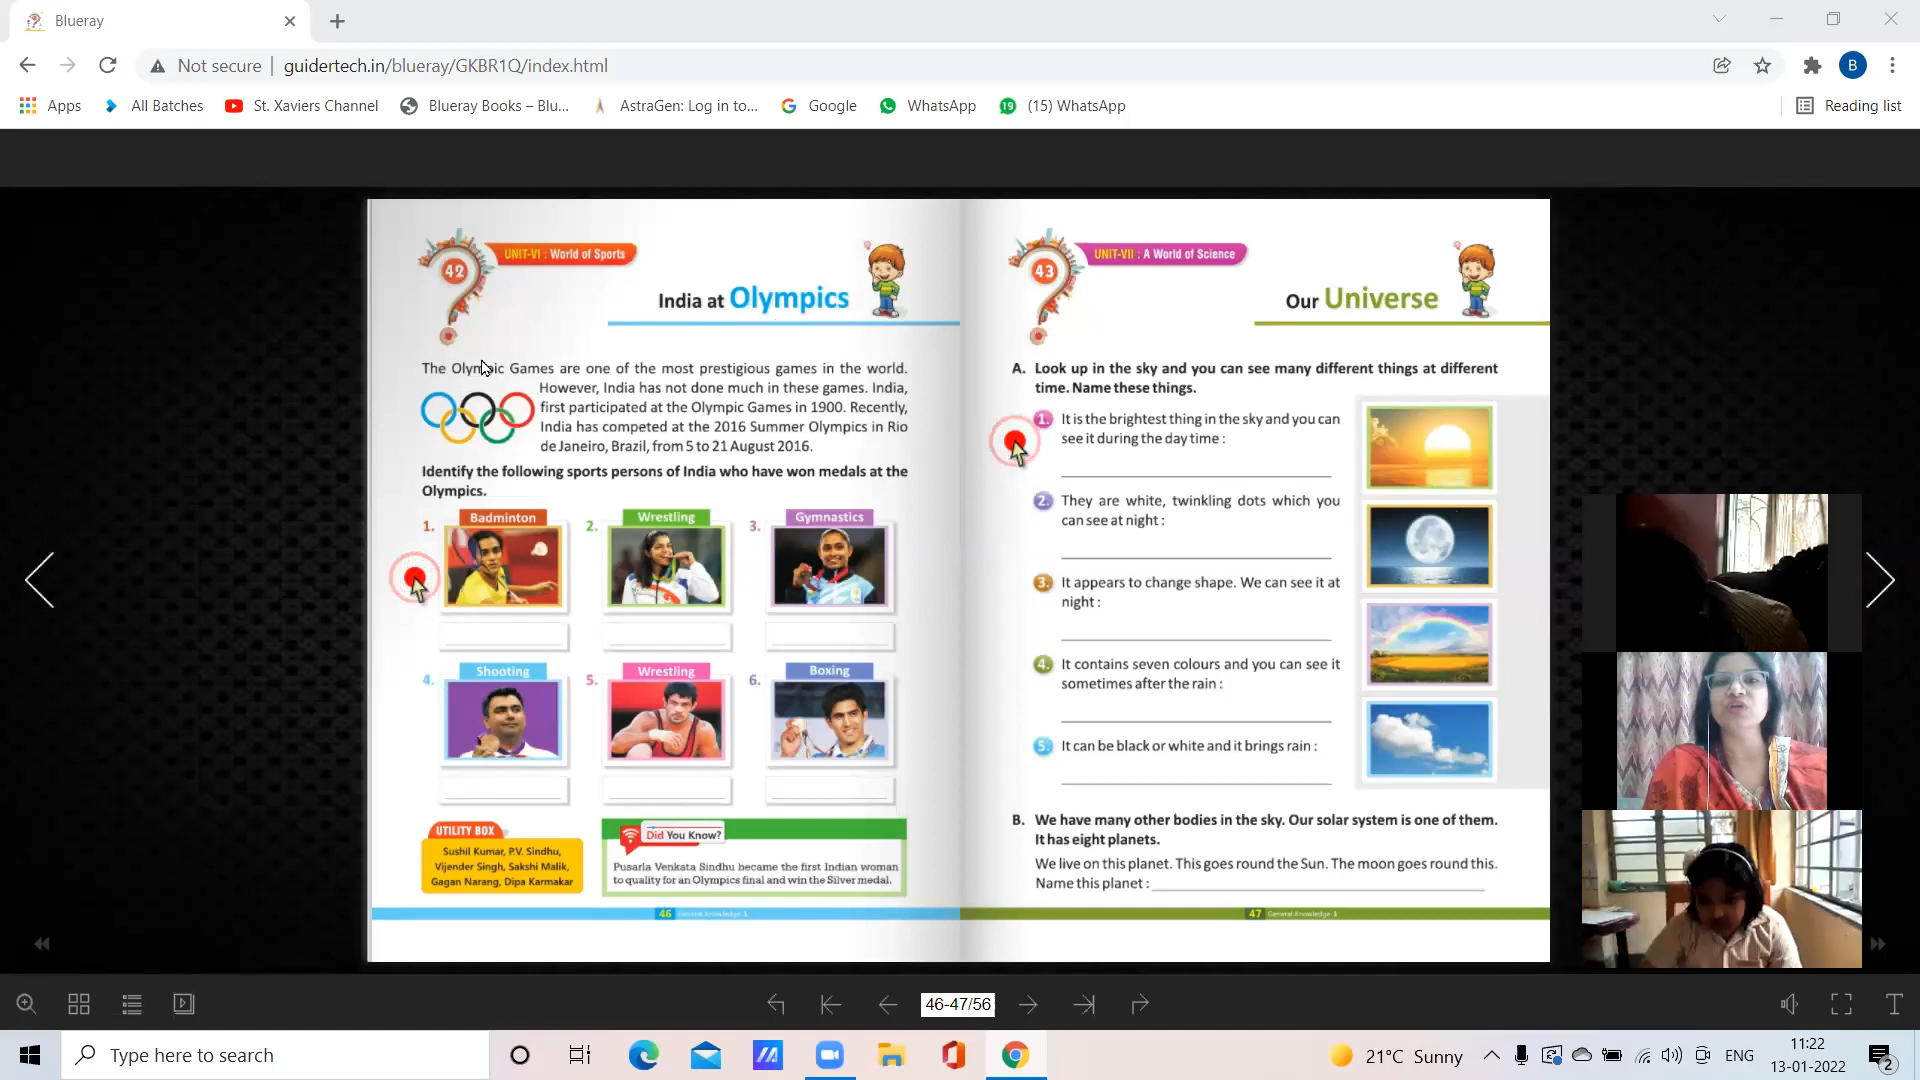 Blueray
Not secure
guidertech.in/blueray/GKBR1Q/index.html
B
Apps
All Batches
St. Xaviers Channel
Blueray Books – Blu...
AstraGen: Log in to...
Google
WhatsApp
19
(15) WhatsApp
Reading list
42
UNIT-VI : World of Sports
India at Olympics
The Olympic Games are one of the most prestigious games in the world.
However, India has not done much in these games. India,
first participated at the Olympic Games in 1900. Recently,
India has competed at the 2016 Summer Olympics in Rio
de Janeiro, Brazil, from 5 to 21 August 2016.
Identify the following sports persons of India who have won medals at the
Olympics.
1. Badminton
2. Wrestling
3. Gymnastics
4. Shooting
5. Wrestling
6. Boxing
UTILITY BOX
Sushil Kumar, P.V. Sindhu,
Vijender Singh, Sakshi Malik,
Gagan Narang, Dipa Karmakar
Did You Know?
Pusarla Venkata Sindhu became the first Indian woman
to quality for an Olympics final and win the Silver medal.
46 General Knowledge-1
43
UNIT-VII : A World of Science
Our Universe
A. Look up in the sky and you can see many different things at different
time. Name these things.
1. It is the brightest thing in the sky and you can
see it during the day time :
2. They are white, twinkling dots which you
can see at night :
3. It appears to change shape. We can see it at
night :
4. It contains seven colours and you can see it
sometimes after the rain :
5. It can be black or white and it brings rain :
B. We have many other bodies in the sky. Our solar system is one of them.
It has eight planets.
We live on this planet. This goes round the Sun. The moon goes round this.
Name this planet :
47 General Knowledge-1
46-47/56
Type here to search
21°C Sunny
ENG
11:22
13-01-2022
2